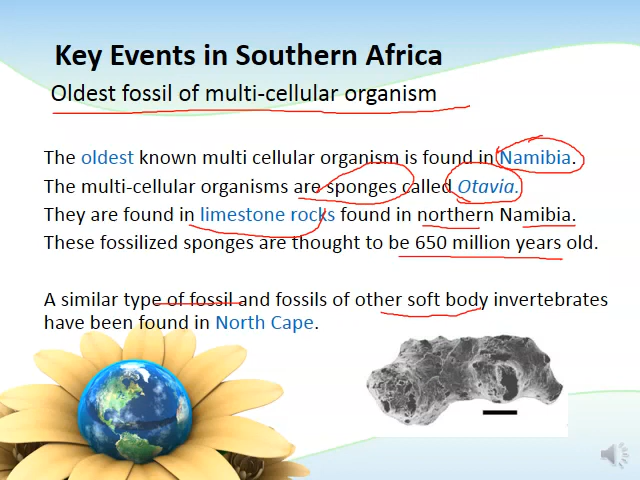 Key Events in Southern Africa
Oldest fossil of multi-cellular organism
The oldest known multi cellular organism is found in Namibia.
The multi-cellular organisms are sponges called Otavia.
They are found in limestone rocks found in northern Namibia.
These fossilized sponges are thought to be 650 million years old.
A similar type of fossil and fossils of other soft body invertebrates
have been found in North Cape.